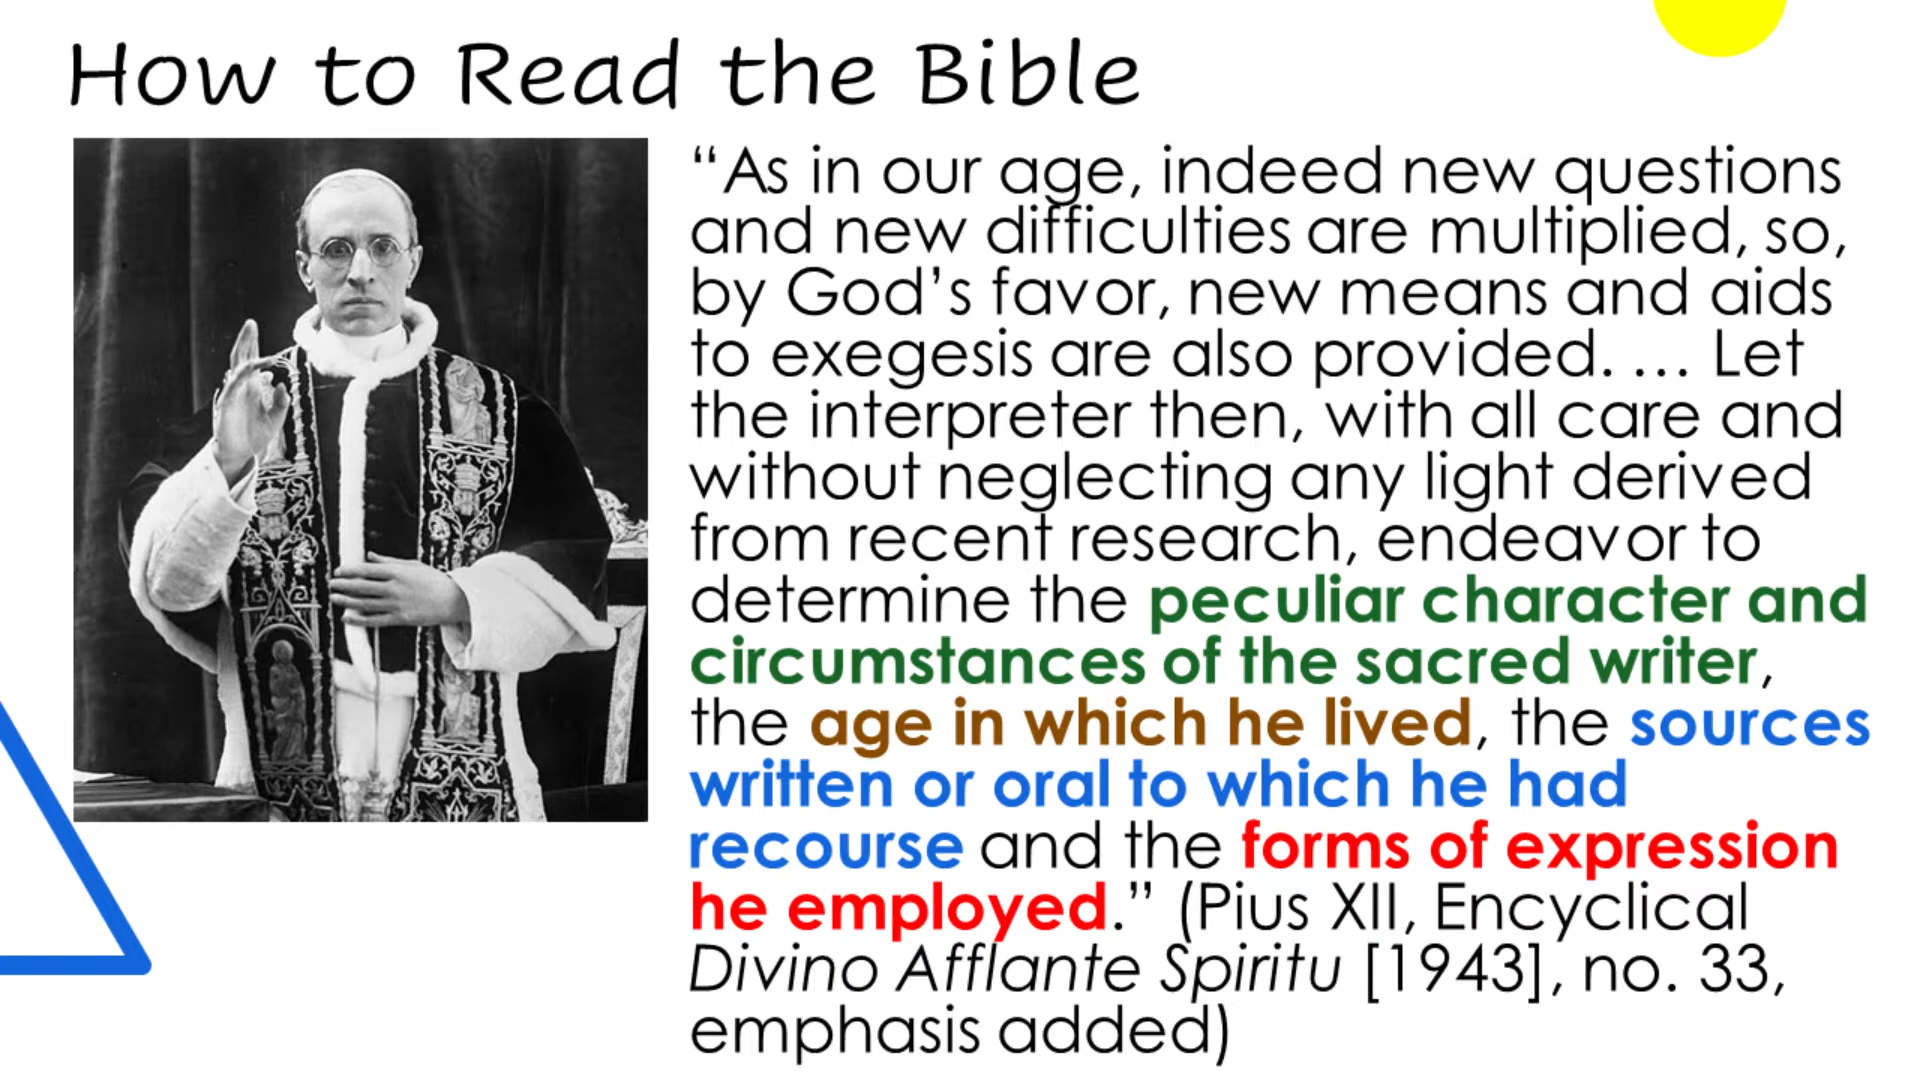 How to Read the Bible
“As in our age, indeed new questions
and new difficulties are multiplied, so,
by God’s favor, new means and aids
to exegesis are also provided. … Let
the interpreter then, with all care and
without neglecting any light derived
from recent research, endeavor to
determine the peculiar character and
circumstances of the sacred writer,
the age in which he lived, the sources
written or oral to which he had
recourse and the forms of expression
he employed.” (Pius XII, Encyclical
Divino Afflante Spiritu [1943], no. 33,
emphasis added)